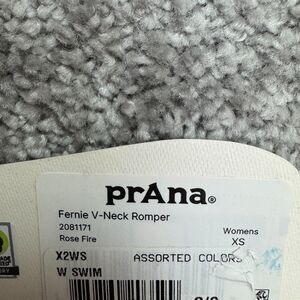 prAna®
Fernie V-Neck Romper
2081171
Womens
Rose Fire
XS
X2WS
ASSORTED COLORS
W SWIM